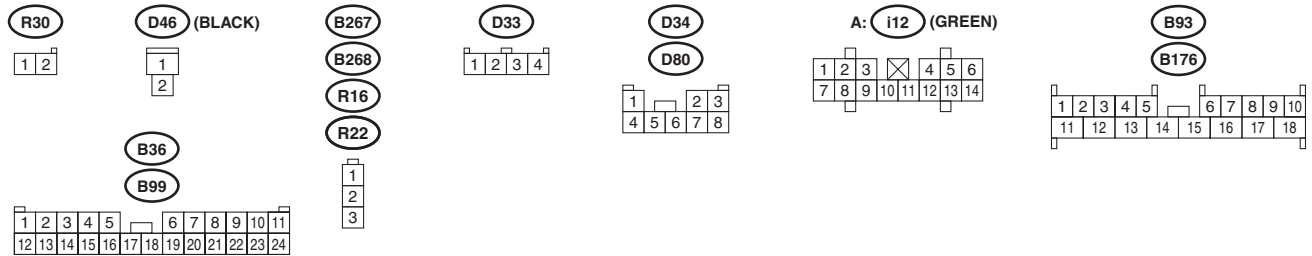 R30
1 2
D46 (BLACK)
1
2
B267
B268
R16
R22
1
2
3
D33
1 2 3 4
D34
D80
1 2 3
4 5 6 7 8
A: i12 (GREEN)
1 2 3 4 5 6
7 8 9 10 11 12 13 14
B93
B176
1 2 3 4 5 6 7 8 9 10
11 12 13 14 15 16 17 18
B36
B99
1 2 3 4 5 6 7 8 9 10 11
12 13 14 15 16 17 18 19 20 21 22 23 24